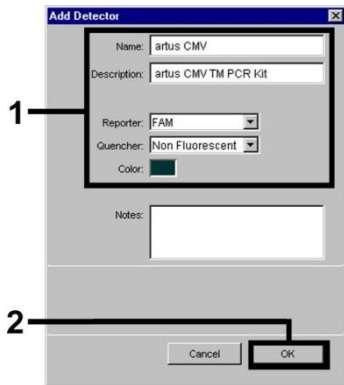 Add Detector
Name: artus CMV
Description: artus CMV TM PCR Kit
1
Reporter: FAM
Quencher: Non Fluorescent
Color:
Notes:
2
Cancel OK